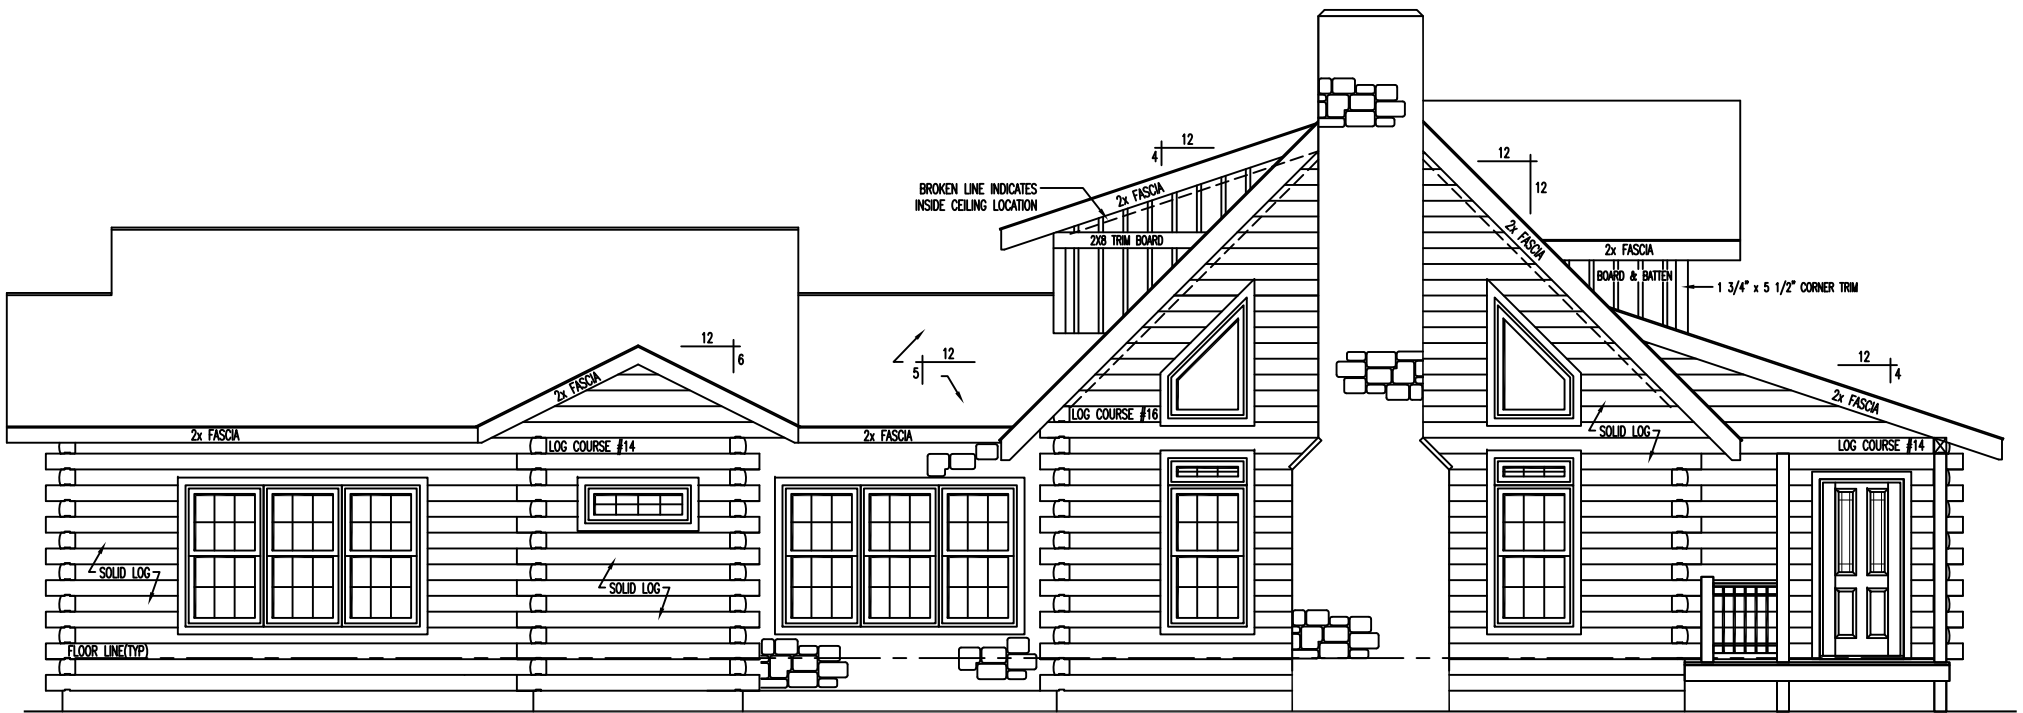 12
4
12
12
BROKEN LINE INDICATES
INSIDE CEILING LOCATION
2x FASCIA
2X8 TRIM BOARD
2x FASCIA
2x FASCIA
BOARD & BATTEN
1 3/4" x 5 1/2" CORNER TRIM
12
6
12
5
12
4
2x FASCIA
2x FASCIA
LOG COURSE #16
SOLID LOG
2x FASCIA
2x FASCIA
LOG COURSE #14
LOG COURSE #14
SOLID LOG
SOLID LOG
FLOOR LINE(TYP)